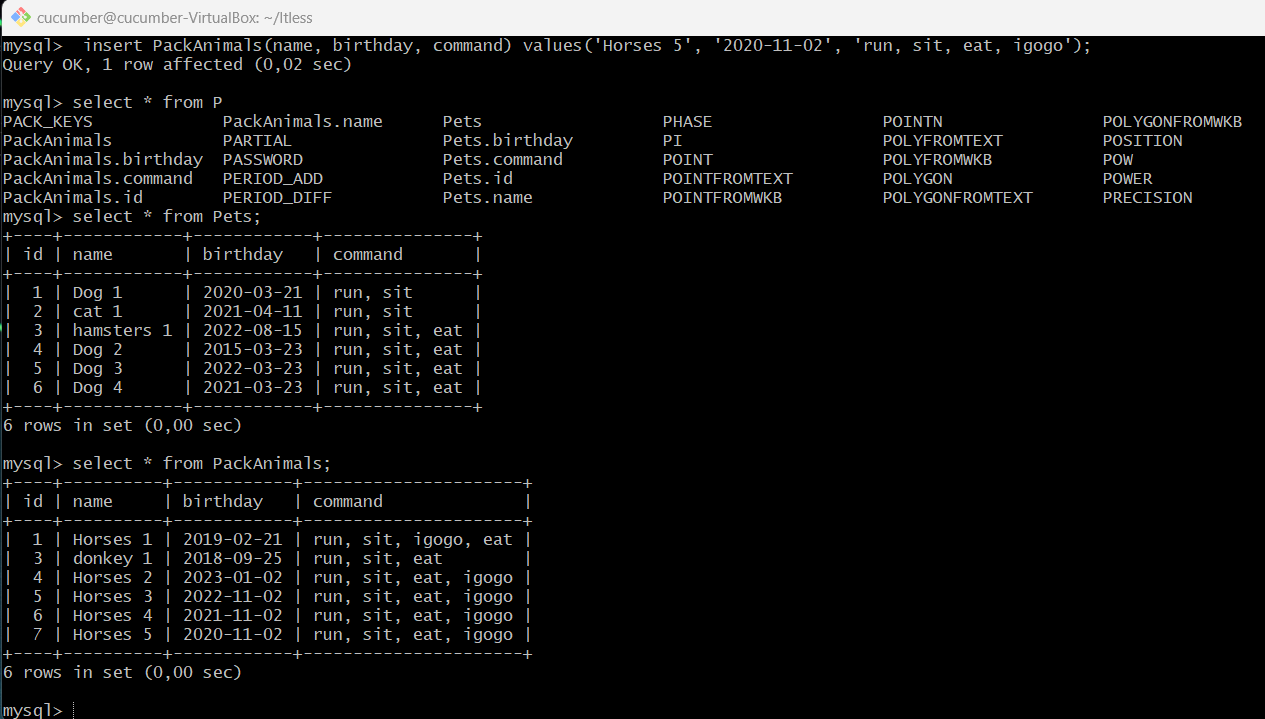 cucumber@cucumber-VirtualBox: ~/Itless
mysql>  insert PackAnimals(name, birthday, command) values('Horses 5', '2020-11-02', 'run, sit, eat, igogo');
Query OK, 1 row affected (0,02 sec)
mysql> select * from P
PACK_KEYS             PackAnimals.name      Pets                  PHASE                 POINTN                POLYGONFROMWKB
PackAnimals           PARTIAL               Pets.birthday         PI                    POLYFROMTEXT          POSITION
PackAnimals.birthday  PASSWORD              Pets.command          POINT                 POLYFROMWKB           POW
PackAnimals.command   PERIOD_ADD            Pets.id               POINTFROMTEXT         POLYGON               POWER
PackAnimals.id        PERIOD_DIFF           Pets.name             POINTFROMWKB          POLYGONFROMTEXT       PRECISION
mysql> select * from Pets;
+----+------------+------------+---------------+
| id | name       | birthday   | command       |
+----+------------+------------+---------------+
|  1 | Dog 1      | 2020-03-21 | run, sit      |
|  2 | cat 1      | 2021-04-11 | run, sit      |
|  3 | hamsters 1 | 2022-08-15 | run, sit, eat |
|  4 | Dog 2      | 2015-03-23 | run, sit, eat |
|  5 | Dog 3      | 2022-03-23 | run, sit, eat |
|  6 | Dog 4      | 2021-03-23 | run, sit, eat |
+----+------------+------------+---------------+
6 rows in set (0,00 sec)
mysql> select * from PackAnimals;
+----+----------+------------+----------------------+
| id | name     | birthday   | command              |
+----+----------+------------+----------------------+
|  1 | Horses 1 | 2019-02-21 | run, sit, igogo, eat |
|  3 | donkey 1 | 2018-09-25 | run, sit, eat        |
|  4 | Horses 2 | 2023-01-02 | run, sit, eat, igogo |
|  5 | Horses 3 | 2022-11-02 | run, sit, eat, igogo |
|  6 | Horses 4 | 2021-11-02 | run, sit, eat, igogo |
|  7 | Horses 5 | 2020-11-02 | run, sit, eat, igogo |
+----+----------+------------+----------------------+
6 rows in set (0,00 sec)
mysql>